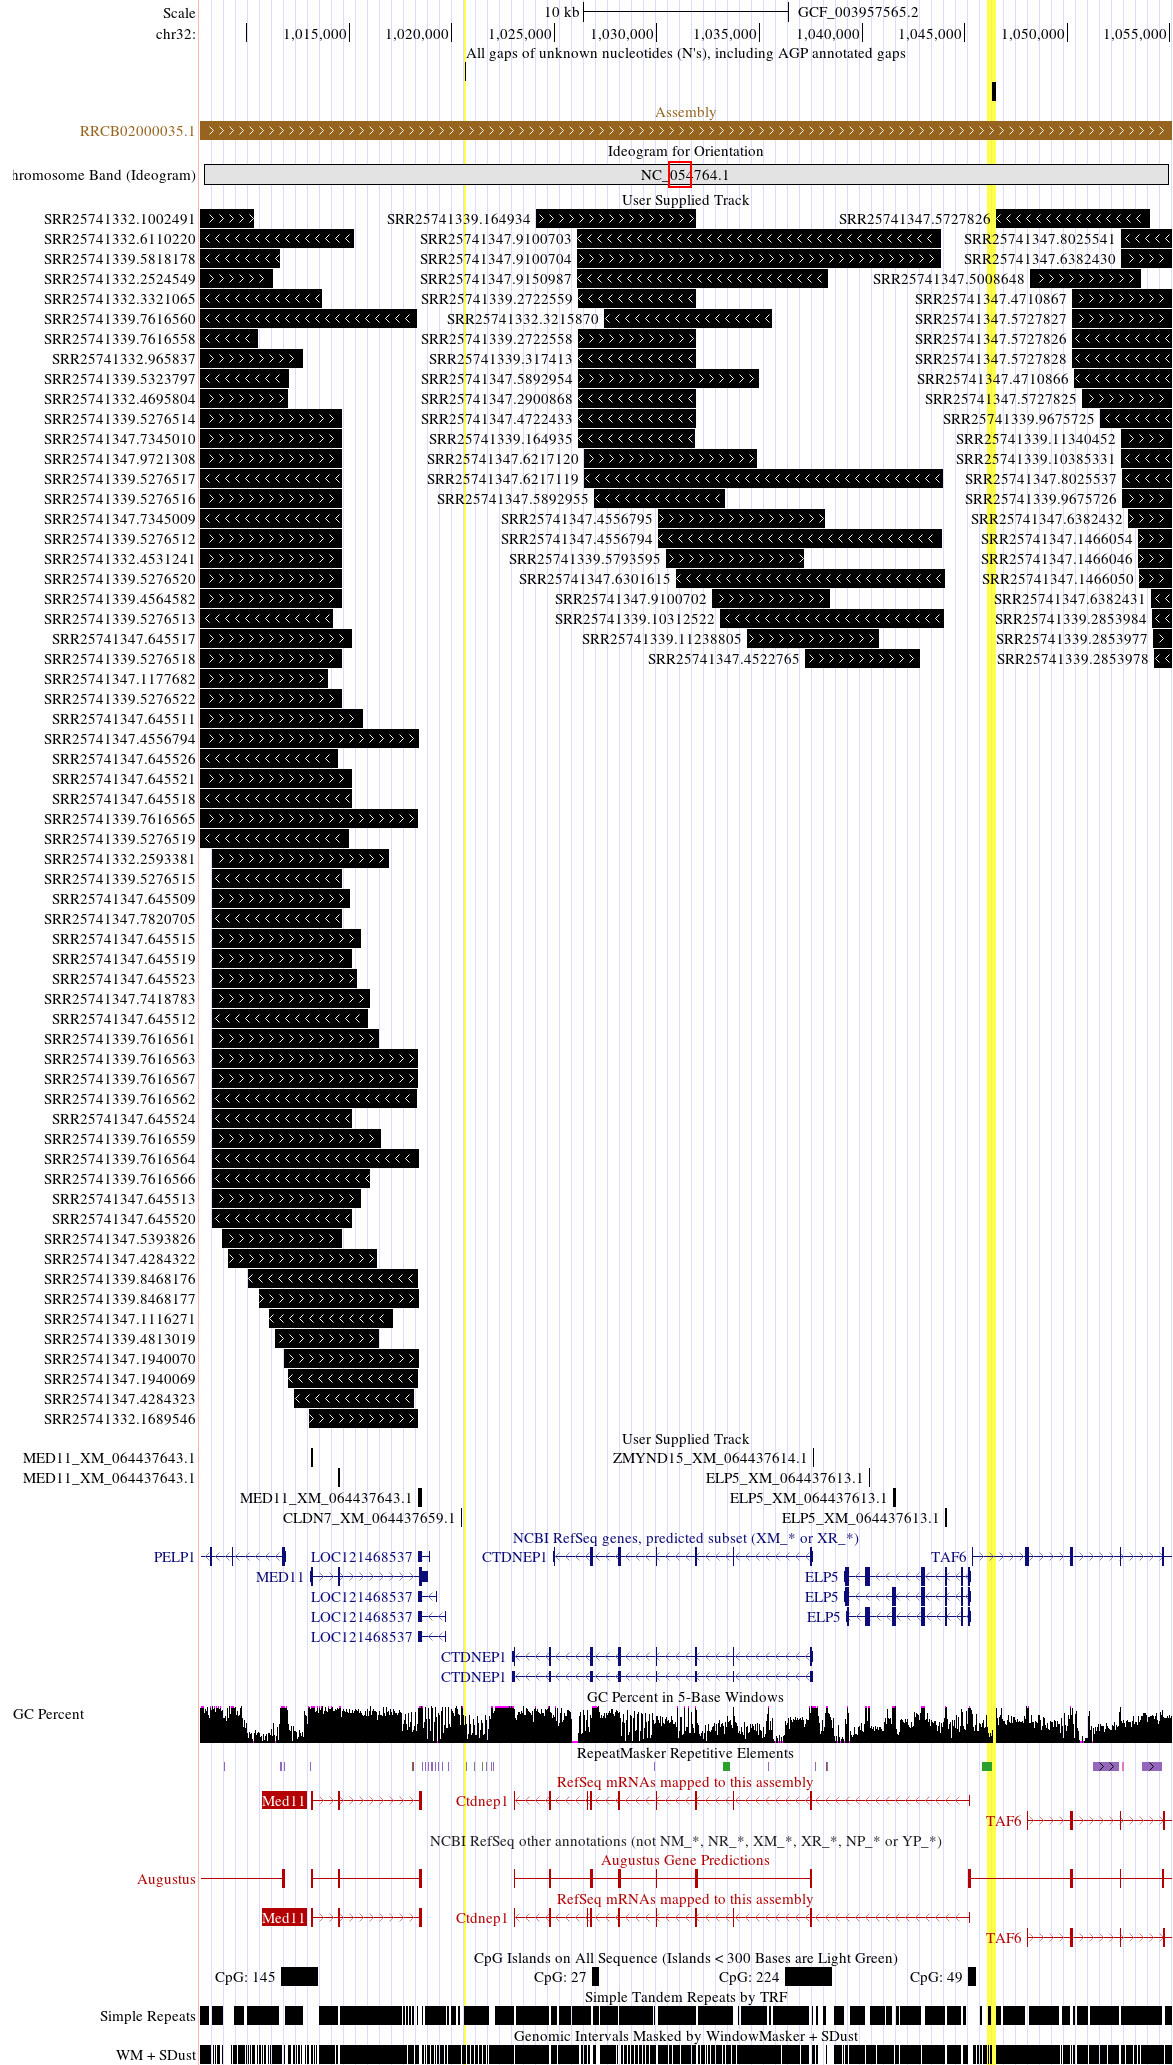 Scale 10 kb GCF_003957565.2
chr32: 1,015,000 1,020,000 1,025,000 1,030,000 1,035,000 1,040,000 1,045,000 1,050,000 1,055,000
All gaps of unknown nucleotides (N's), including AGP annotated gaps
Assembly
RRCB02000035.1
Ideogram for Orientation
hromosome Band (Ideogram) NC_054764.1
User Supplied Track
SRR25741332.1002491 SRR25741339.164934 SRR25741347.5727826
SRR25741332.6110220 SRR25741347.9100703 SRR25741347.8025541
SRR25741339.5818178 SRR25741347.9100704 SRR25741347.6382430
SRR25741332.2524549 SRR25741347.9150987 SRR25741347.5008648
SRR25741332.3321065 SRR25741339.2722559 SRR25741347.4710867
SRR25741339.7616560 SRR25741332.3215870 SRR25741347.5727827
SRR25741339.7616558 SRR25741339.2722558 SRR25741347.5727826
SRR25741332.965837 SRR25741339.317413 SRR25741347.5727828
SRR25741339.5323797 SRR25741347.5892954 SRR25741347.4710866
SRR25741332.4695804 SRR25741347.2900868 SRR25741347.5727825
SRR25741339.5276514 SRR25741347.4722433 SRR25741339.9675725
SRR25741347.7345010 SRR25741339.164935 SRR25741339.11340452
SRR25741347.9721308 SRR25741347.6217120 SRR25741339.10385331
SRR25741339.5276517 SRR25741347.6217119 SRR25741347.8025537
SRR25741339.5276516 SRR25741347.5892955 SRR25741339.9675726
SRR25741347.7345009 SRR25741347.4556795 SRR25741347.6382432
SRR25741339.5276512 SRR25741347.4556794 SRR25741347.1466054
SRR25741332.4531241 SRR25741339.5793595 SRR25741347.1466046
SRR25741339.5276520 SRR25741347.6301615 SRR25741347.1466050
SRR25741339.4564582 SRR25741347.9100702 SRR25741347.6382431
SRR25741339.5276513 SRR25741339.10312522 SRR25741339.2853984
SRR25741347.645517 SRR25741339.11238805 SRR25741339.2853977
SRR25741339.5276518 SRR25741347.4522765 SRR25741339.2853978
SRR25741347.1177682
SRR25741339.5276522
SRR25741347.645511
SRR25741347.4556794
SRR25741347.645526
SRR25741347.645521
SRR25741347.645518
SRR25741339.7616565
SRR25741339.5276519
SRR25741332.2593381
SRR25741339.5276515
SRR25741347.645509
SRR25741347.7820705
SRR25741347.645515
SRR25741347.645519
SRR25741347.645523
SRR25741347.7418783
SRR25741347.645512
SRR25741339.7616561
SRR25741339.7616563
SRR25741339.7616567
SRR25741339.7616562
SRR25741347.645524
SRR25741339.7616559
SRR25741339.7616564
SRR25741339.7616566
SRR25741347.645513
SRR25741347.645520
SRR25741347.5393826
SRR25741347.4284322
SRR25741339.8468176
SRR25741339.8468177
SRR25741347.1116271
SRR25741339.4813019
SRR25741347.1940070
SRR25741347.1940069
SRR25741347.4284323
SRR25741332.1689546
User Supplied Track
MED11_XM_064437643.1 ZMYND15_XM_064437614.1
MED11_XM_064437643.1 ELP5_XM_064437613.1
MED11_XM_064437643.1 ELP5_XM_064437613.1
CLDN7_XM_064437659.1 ELP5_XM_064437613.1
NCBI RefSeq genes, predicted subset (XM_* or XR_*)
PELP1 LOC121468537 CTDNEP1 TAF6
MED11 ELP5
LOC121468537 ELP5
LOC121468537 ELP5
LOC121468537
CTDNEP1
CTDNEP1
GC Percent in 5-Base Windows
GC Percent
RepeatMasker Repetitive Elements
RefSeq mRNAs mapped to this assembly
Med11 Ctdnep1
TAF6
NCBI RefSeq other annotations (not NM_*, NR_*, XM_*, XR_*, NP_* or YP_*)
Augustus Gene Predictions
Augustus
RefSeq mRNAs mapped to this assembly
Med11 Ctdnep1
TAF6
CpG Islands on All Sequence (Islands < 300 Bases are Light Green)
CpG: 145 CpG: 27 CpG: 224 CpG: 49
Simple Tandem Repeats by TRF
Simple Repeats
Genomic Intervals Masked by WindowMasker + SDust
WM + SDust